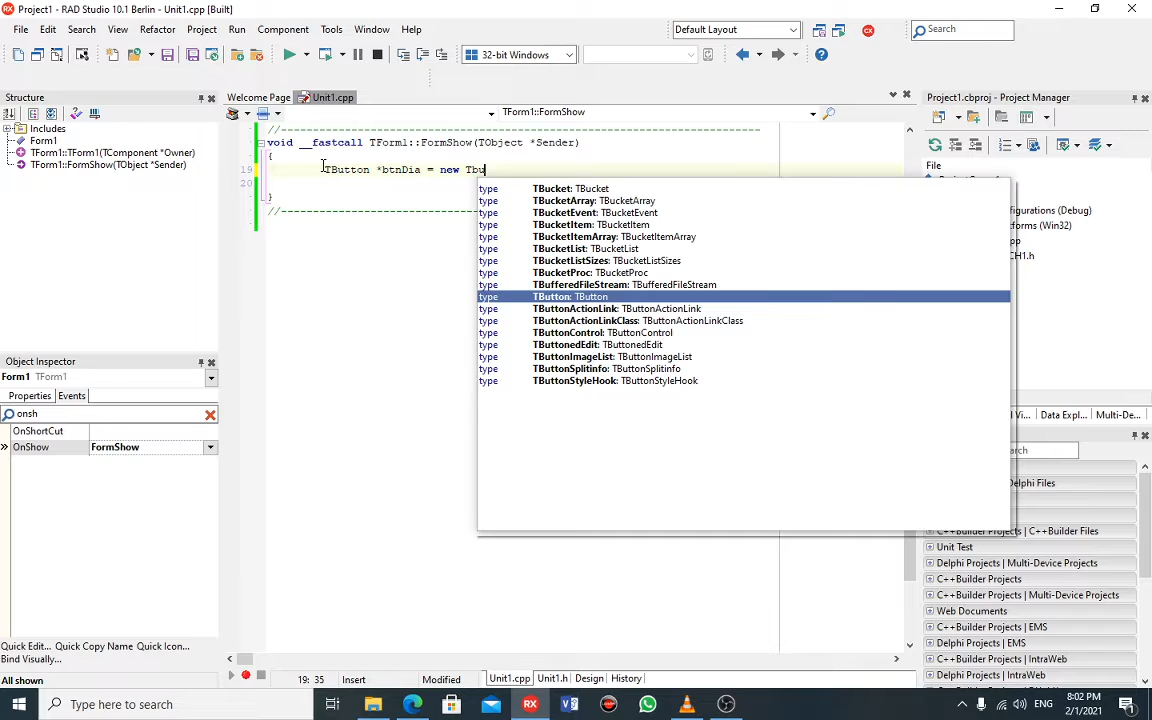 Project1 - RAD Studio 10.1 Berlin - Unit1.cpp [Built]
File Edit Search View Refactor Project Run Component Tools Window Help
Default Layout
Search
32-bit Windows
Structure
Welcome Page
Unit1.cpp
Project1.cbproj - Project Manager
TForm1::FormShow
Includes
Form1
TForm1::TForm1(TComponent *Owner)
TForm1::FormShow(TObject *Sender)
//---------------------------------------------------------------------------
void __fastcall TForm1::FormShow(TObject *Sender)
{
19 TButton *btnDia = new Tbu
20
}
//---------------------------------------
type TBucket: TBucket
type TBucketArray: TBucketArray
type TBucketEvent: TBucketEvent
type TBucketItem: TBucketItem
type TBucketItemArray: TBucketItemArray
type TBucketList: TBucketList
type TBucketListSizes: TBucketListSizes
type TBucketProc: TBucketProc
type TBufferedFileStream: TBufferedFileStream
type TButton: TButton
type TButtonActionLink: TButtonActionLink
type TButtonActionLinkClass: TButtonActionLinkClass
type TButtonControl: TButtonControl
type TButtonedEdit: TButtonedEdit
type TButtonImageList: TButtonImageList
type TButtonSplitinfo: TButtonSplitinfo
type TButtonStyleHook: TButtonStyleHook
File
figurations (Debug)
tforms (Win32)
pp
CH1.h
Vi...
Data Expl...
Multi-De...
arch
Delphi Files
C++Builder Projects | C++Builder Files
Unit Test
Delphi Projects | Multi-Device Projects
C++Builder Projects
C++Builder Projects | Multi-Device Projects
Web Documents
C++Builder Projects | EMS
Delphi Projects | EMS
C++Builder Projects | IntraWeb
Delphi Projects | IntraWeb
Object Inspector
Form1 TForm1
Properties Events
onsh
OnShortCut
OnShow FormShow
Quick Edit... Quick Copy Name Quick Icon...
Bind Visually...
All shown
19: 35 Insert Modified
Unit1.cpp Unit1.h Design History
Type here to search
ENG
8:02 PM
2/1/2021